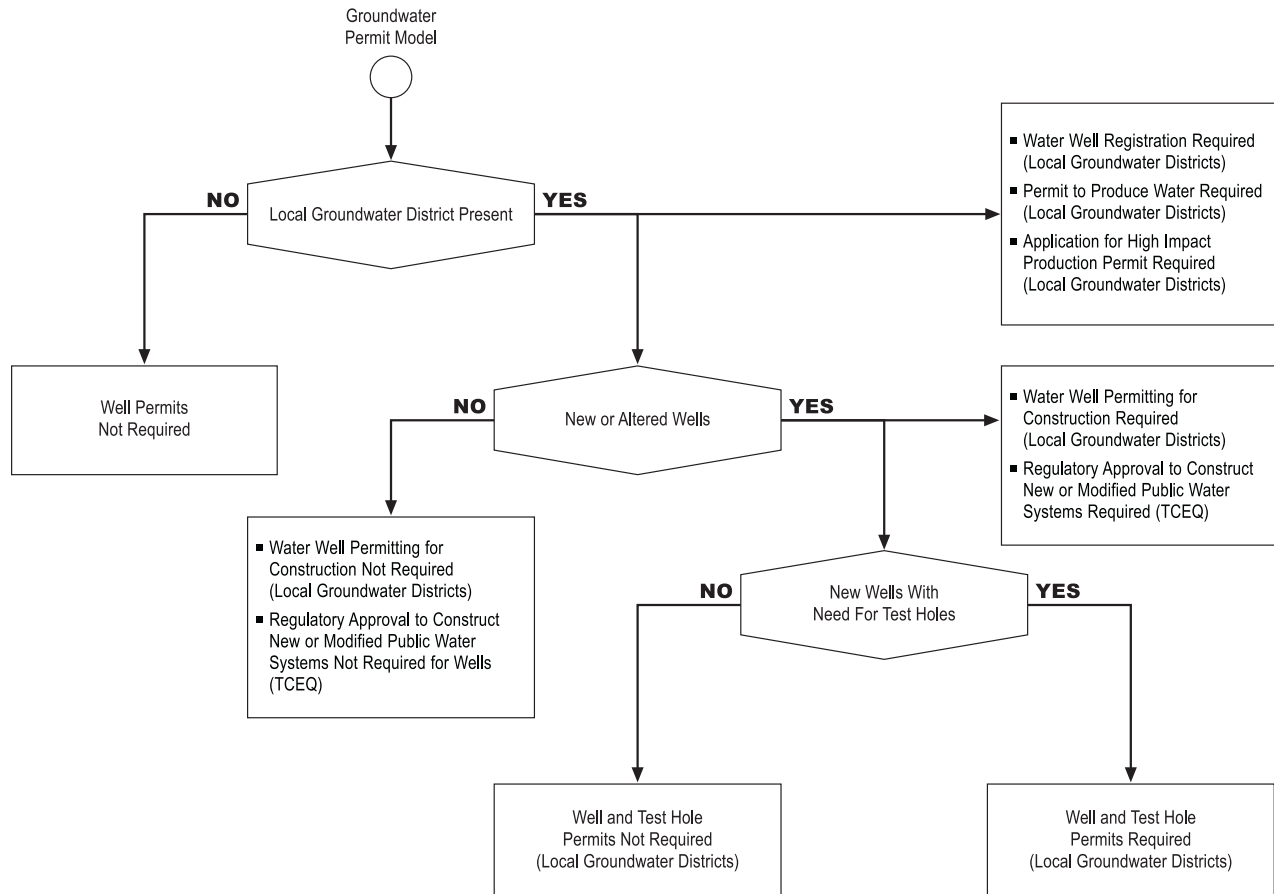 Groundwater
Permit Model
NO
Local Groundwater District Present
YES
▪ Water Well Registration Required
(Local Groundwater Districts)
▪ Permit to Produce Water Required
(Local Groundwater Districts)
▪ Application for High Impact
Production Permit Required
(Local Groundwater Districts)
Well Permits
Not Required
NO
New or Altered Wells
YES
▪ Water Well Permitting for
Construction Required
(Local Groundwater Districts)
▪ Regulatory Approval to Construct
New or Modified Public Water
Systems Required (TCEQ)
▪ Water Well Permitting for
Construction Not Required
(Local Groundwater Districts)
▪ Regulatory Approval to Construct
New or Modified Public Water
Systems Not Required for Wells
(TCEQ)
NO
New Wells With
Need For Test Holes
YES
Well and Test Hole
Permits Not Required
(Local Groundwater Districts)
Well and Test Hole
Permits Required
(Local Groundwater Districts)